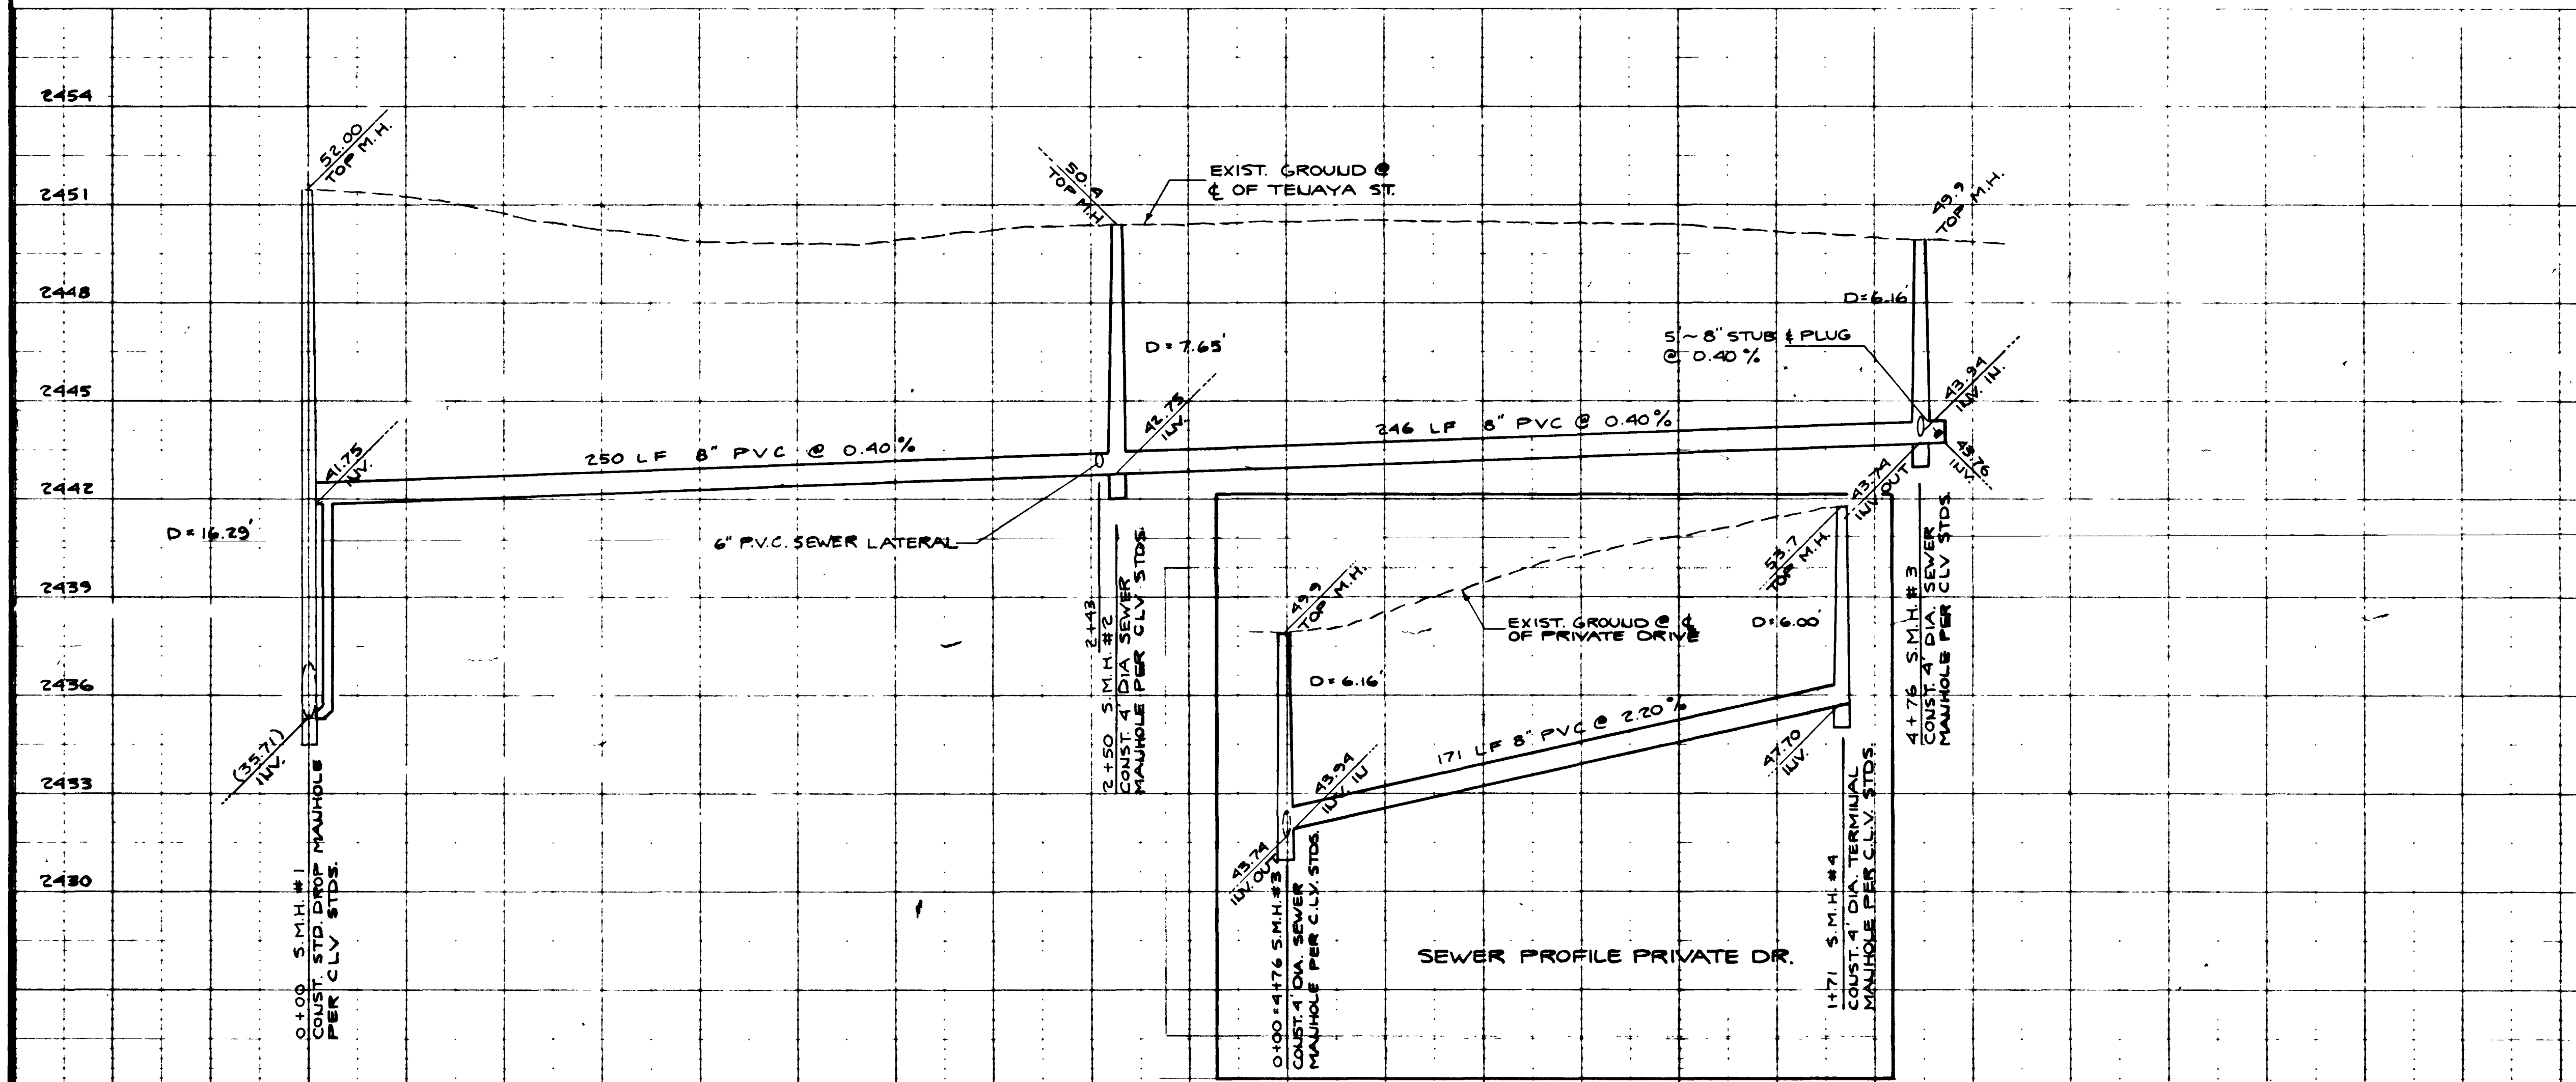 2454
2451
2448
2445
2442
2439
2436
2433
2430
52.00
TOP M.H.
50.4
TOP M.H.
EXIST. GROUND @
℄ OF TENAYA ST.
49.9
TOP M.H.
D=6.16'
D=7.65'
5'~8" STUB & PLUG
@ 0.40%
43.94
INV. IN.
43.76
INV.
43.74
INV. OUT
42.75
INV.
246 LF 8" PVC @ 0.40%
250 LF 8" PVC @ 0.40%
41.75
INV.
D=16.29'
6" P.V.C. SEWER LATERAL
(35.71)
INV.
0+00 S.M.H. #1
CONST. STD. DROP MANHOLE
PER CLV STDS.
2+43
2+50 S.M.H. #2
CONST. 4' DIA. SEWER
MANHOLE PER CLV STDS.
4+76 S.M.H. #3
CONST. 4' DIA. SEWER
MANHOLE PER CLV STDS.
49.9
TOP M.H.
53.7
TOP M.H.
EXIST. GROUND @ ℄
OF PRIVATE DRIVE
D=6.00'
D=6.16'
171 LF 8" PVC @ 2.20%
43.94
INV. IN
47.70
INV.
43.74
INV. OUT
0+00=4+76 S.M.H. #3
CONST. 4' DIA. SEWER
MANHOLE PER C.L.V. STDS.
1+71 S.M.H. #4
CONST. 4' DIA. TERMINAL
MANHOLE PER C.L.V. STDS.
SEWER PROFILE PRIVATE DR.